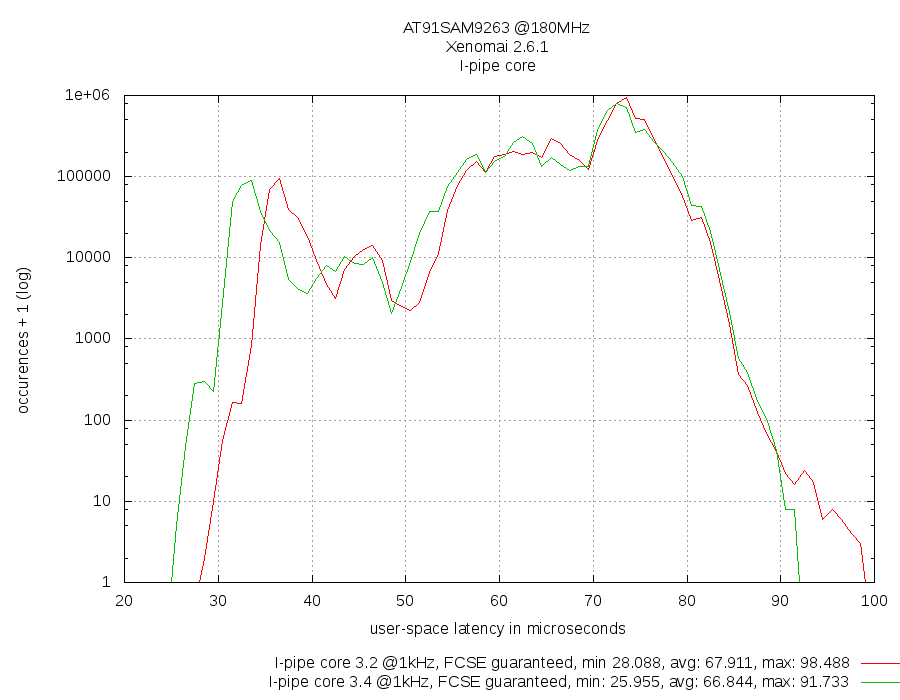 AT91SAM9263 @180MHz
Xenomai 2.6.1
I-pipe core
1e+06
100000
10000
1000
100
10
1
occurences + 1 (log)
20 30 40 50 60 70 80 90 100
user-space latency in microseconds
I-pipe core 3.2 @1kHz, FCSE guaranteed, min 28.088, avg: 67.911, max: 98.488
I-pipe core 3.4 @1kHz, FCSE guaranteed, min: 25.955, avg: 66.844, max: 91.733